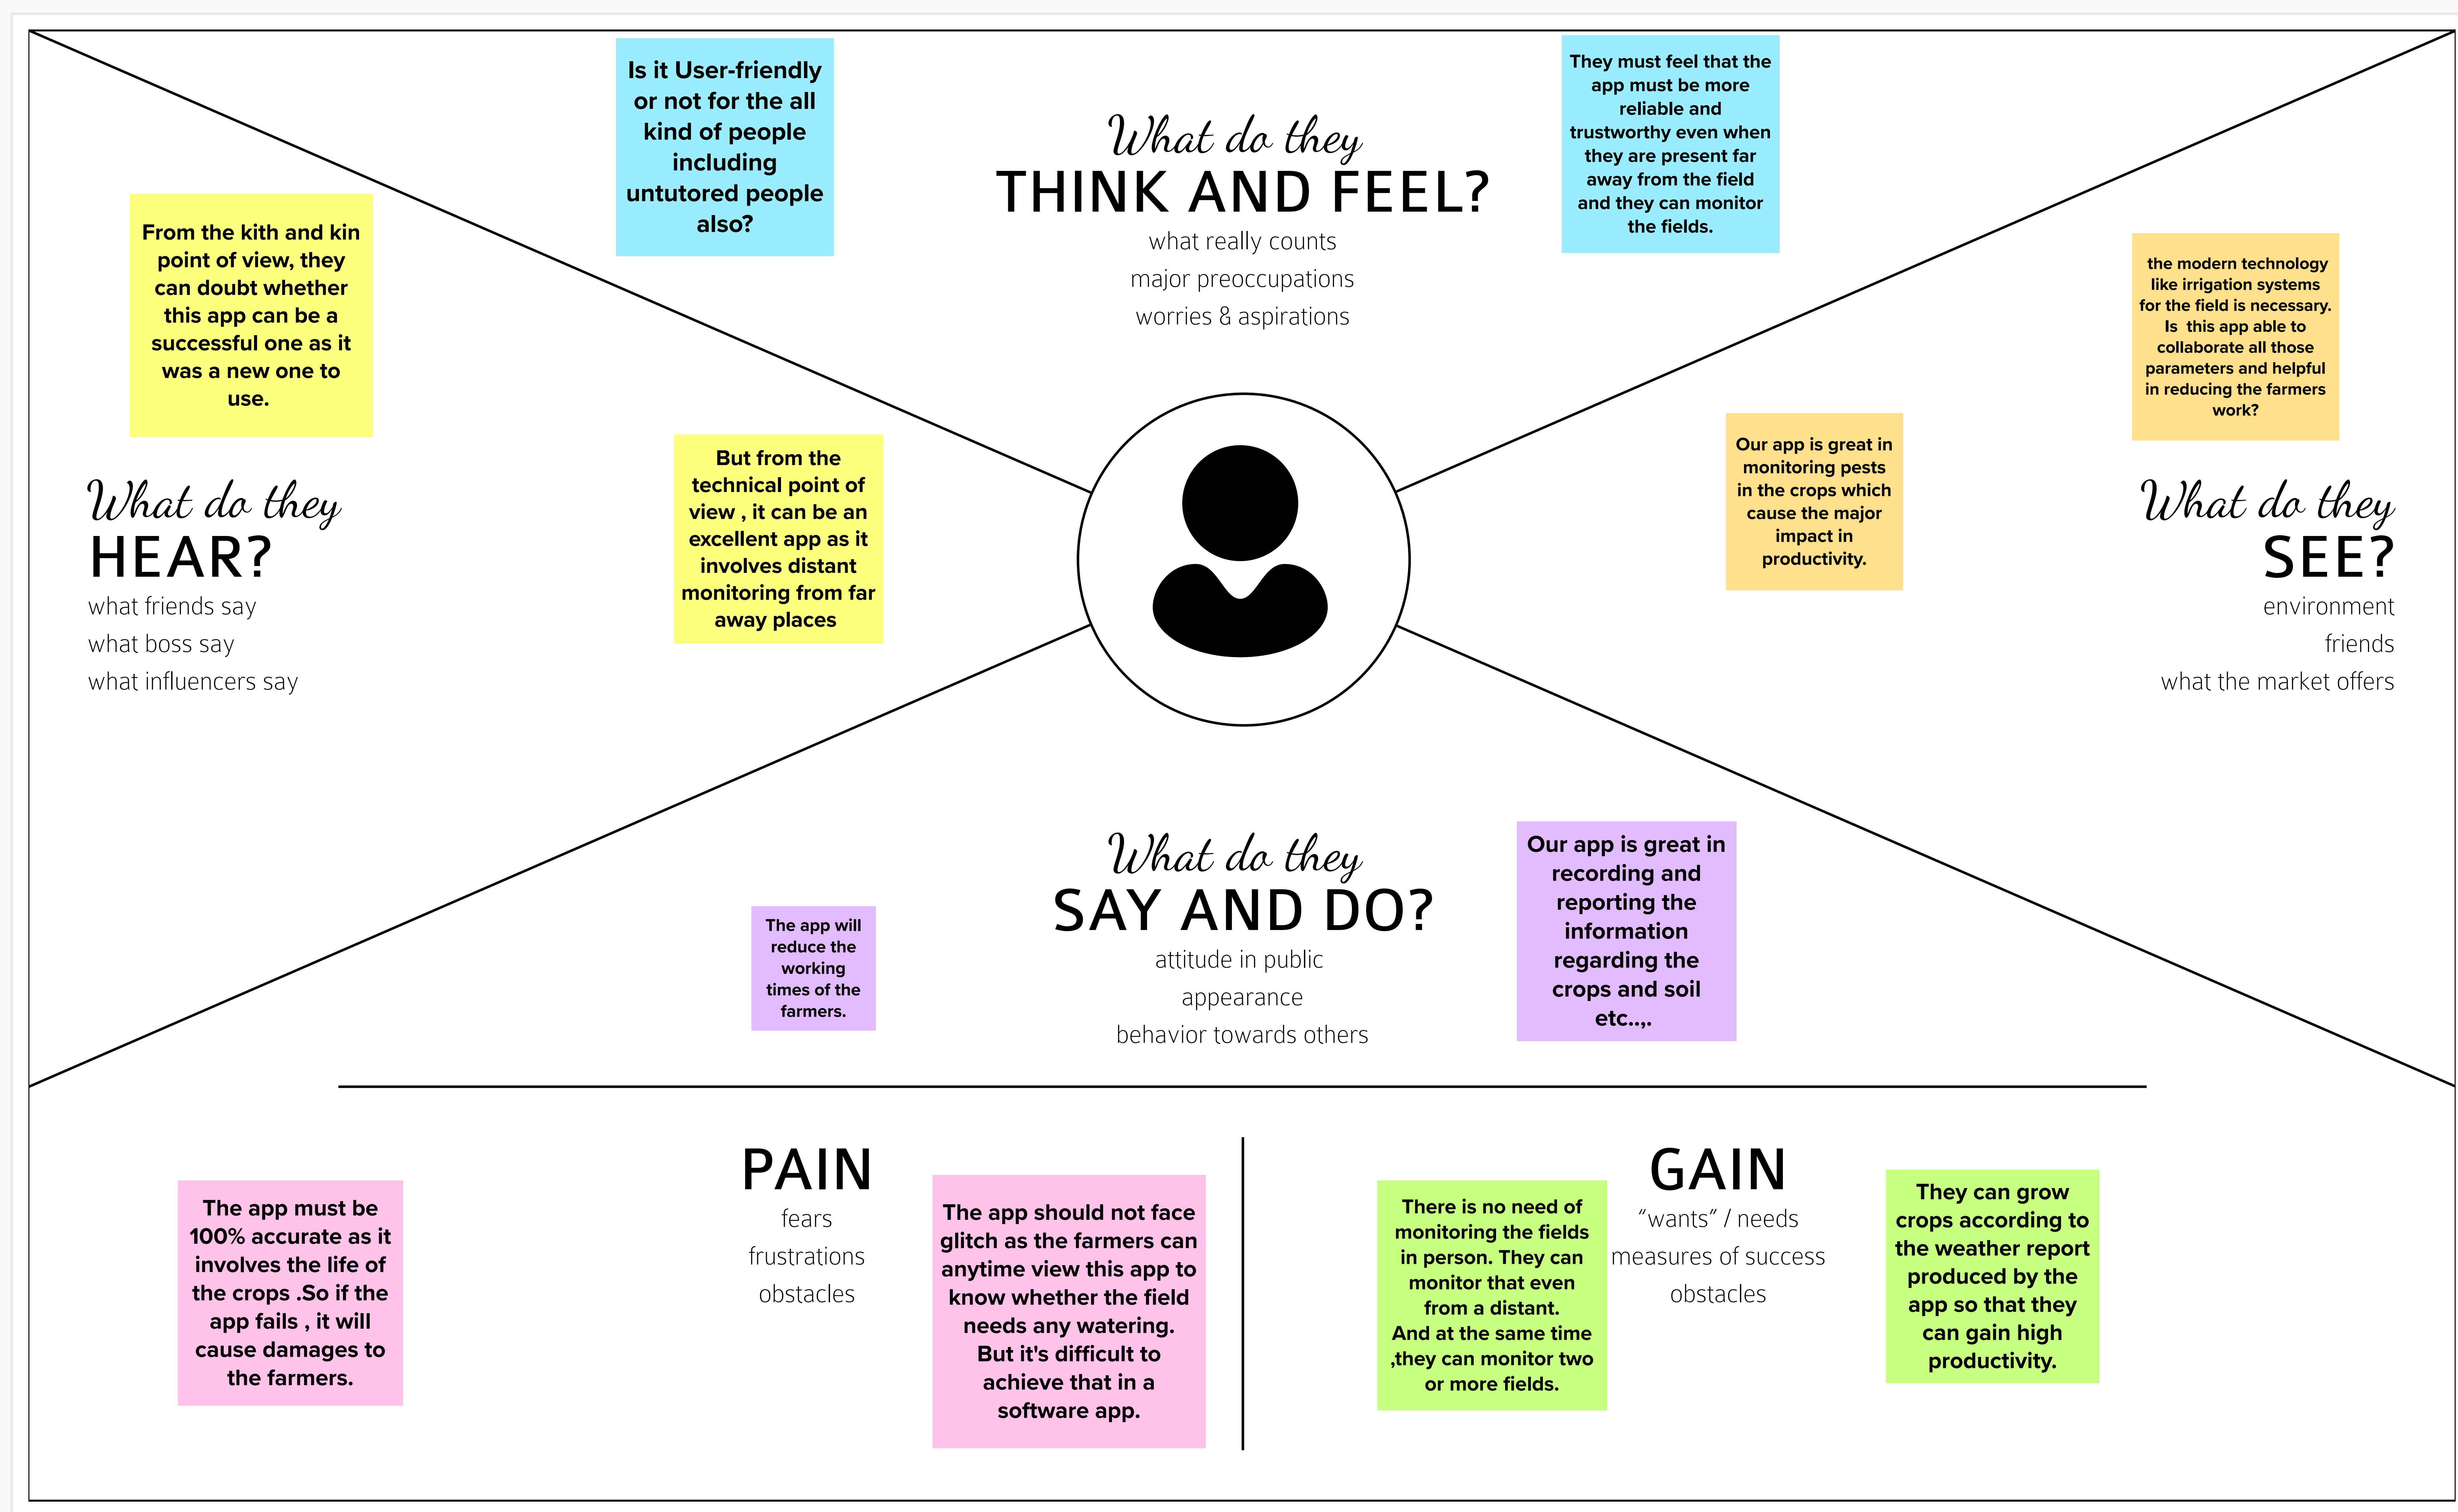 Is it User-friendly
or not for the all
kind of people
including
untutored people
also?
What do they
THINK AND FEEL?
what really counts
major preoccupations
worries & aspirations
They must feel that the
app must be more
reliable and
trustworthy even when
they are present far
away from the field
and they can monitor
the fields.
From the kith and kin
point of view, they
can doubt whether
this app can be a
successful one as it
was a new one to
use.
But from the
technical point of
view , it can be an
excellent app as it
involves distant
monitoring from far
away places
What do they
HEAR?
what friends say
what boss say
what influencers say
the modern technology
like irrigation systems
for the field is necessary.
Is  this app able to
collaborate all those
parameters and helpful
in reducing the farmers
work?
Our app is great in
monitoring pests
in the crops which
cause the major
impact in
productivity.
What do they
SEE?
environment
friends
what the market offers
What do they
SAY AND DO?
attitude in public
appearance
behavior towards others
The app will
reduce the
working
times of the
farmers.
Our app is great in
recording and
reporting the
information
regarding the
crops and soil
etc..,.
PAIN
fears
frustrations
obstacles
The app must be
100% accurate as it
involves the life of
the crops .So if the
app fails , it will
cause damages to
the farmers.
The app should not face
glitch as the farmers can
anytime view this app to
know whether the field
needs any watering.
But it's difficult to
achieve that in a
software app.
GAIN
“wants” / needs
measures of success
obstacles
There is no need of
monitoring the fields
in person. They can
monitor that even
from a distant.
And at the same time
,they can monitor two
or more fields.
They can grow
crops according to
the weather report
produced by the
app so that they
can gain high
productivity.